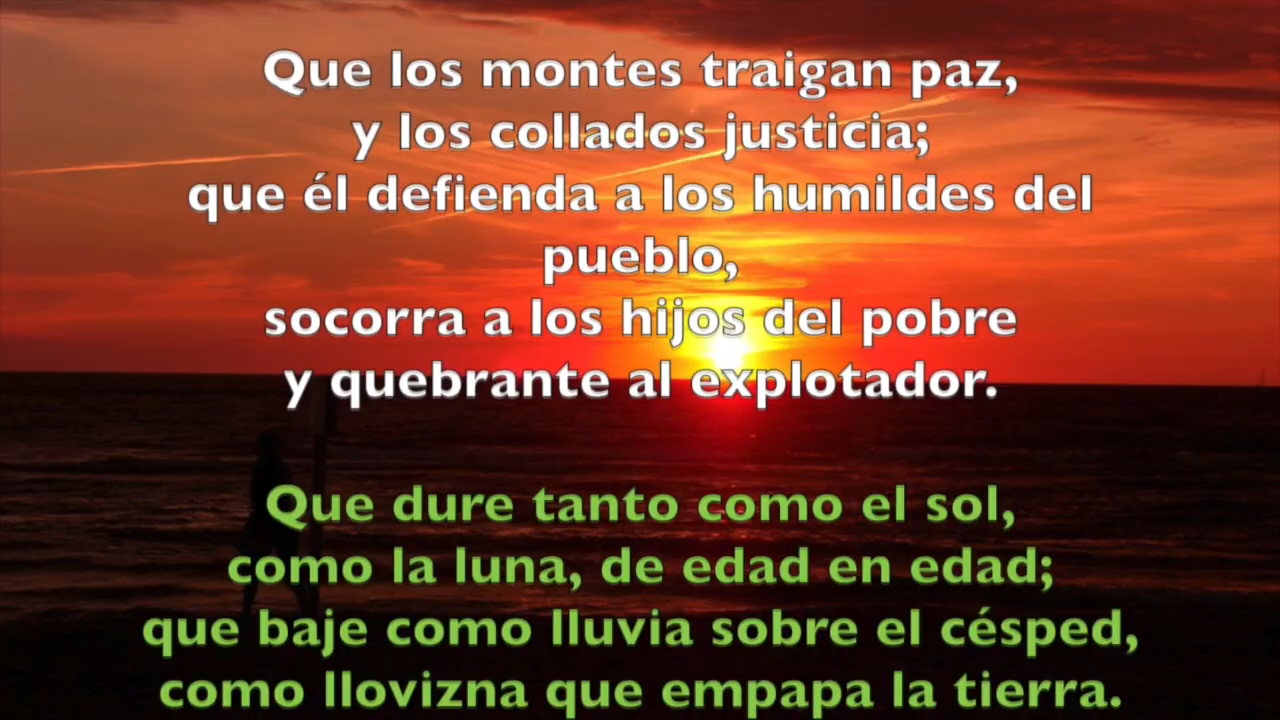 Que los montes traigan paz,
y los collados justicia;
que él defienda a los humildes del
pueblo,
socorra a los hijos del pobre
y quebrante al explotador.
Que dure tanto como el sol,
como la luna, de edad en edad;
que baje como lluvia sobre el césped,
como llovizna que empapa la tierra.